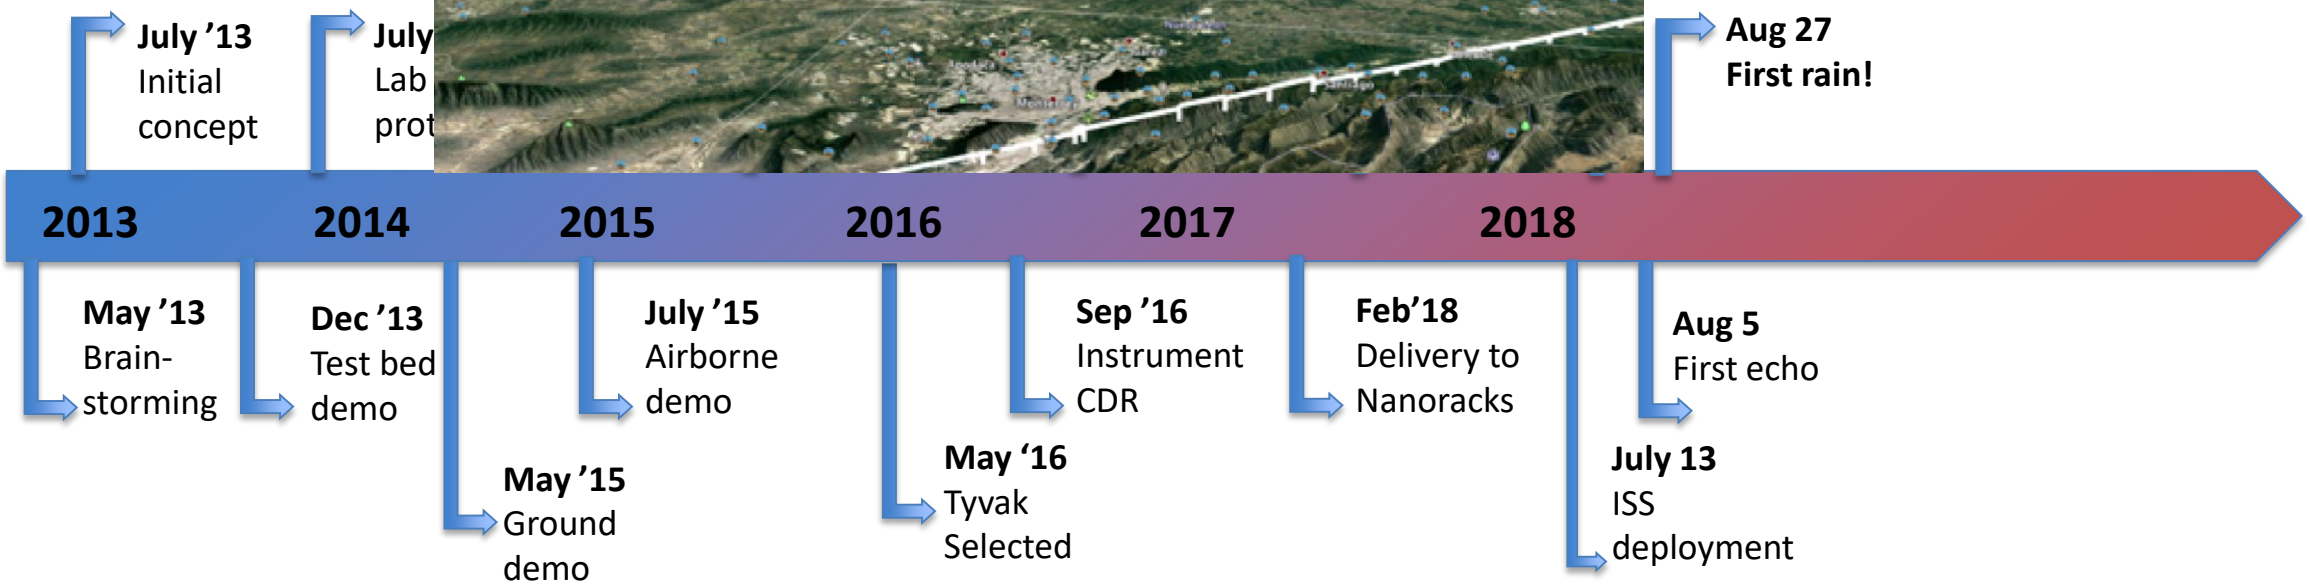 July ’13
Initial
concept
July
Lab
prot
Monterrey
Santiago
Aug 27
First rain!
2013
2014
2015
2016
2017
2018
May ’13
Brain-
storming
Dec ’13
Test bed
demo
May ’15
Ground
demo
July ’15
Airborne
demo
May ‘16
Tyvak
Selected
Sep ’16
Instrument
CDR
Feb’18
Delivery to
Nanoracks
July 13
ISS
deployment
Aug 5
First echo